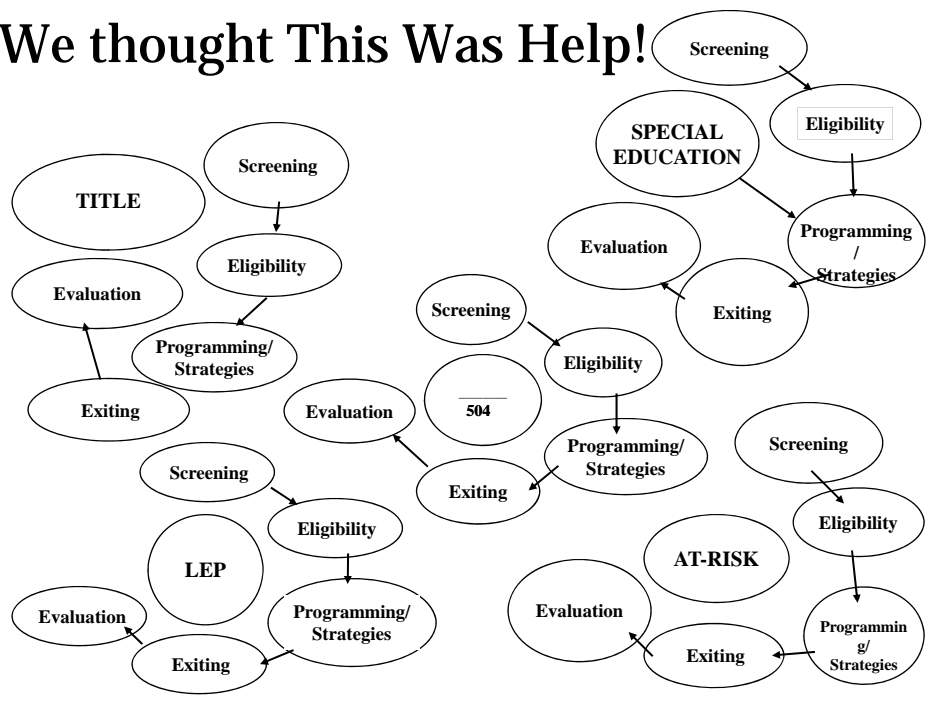 We thought This Was Help!
Screening
Eligibility
SPECIAL
EDUCATION
Programming
/
Strategies
Evaluation
Exiting
TITLE
Screening
Eligibility
Evaluation
Programming/
Strategies
Exiting
Screening
Eligibility
504
Evaluation
Programming/
Strategies
Exiting
Screening
Eligibility
LEP
Programming/
Strategies
Evaluation
Exiting
Screening
Eligibility
AT-RISK
Evaluation
Programmin
g/
Strategies
Exiting